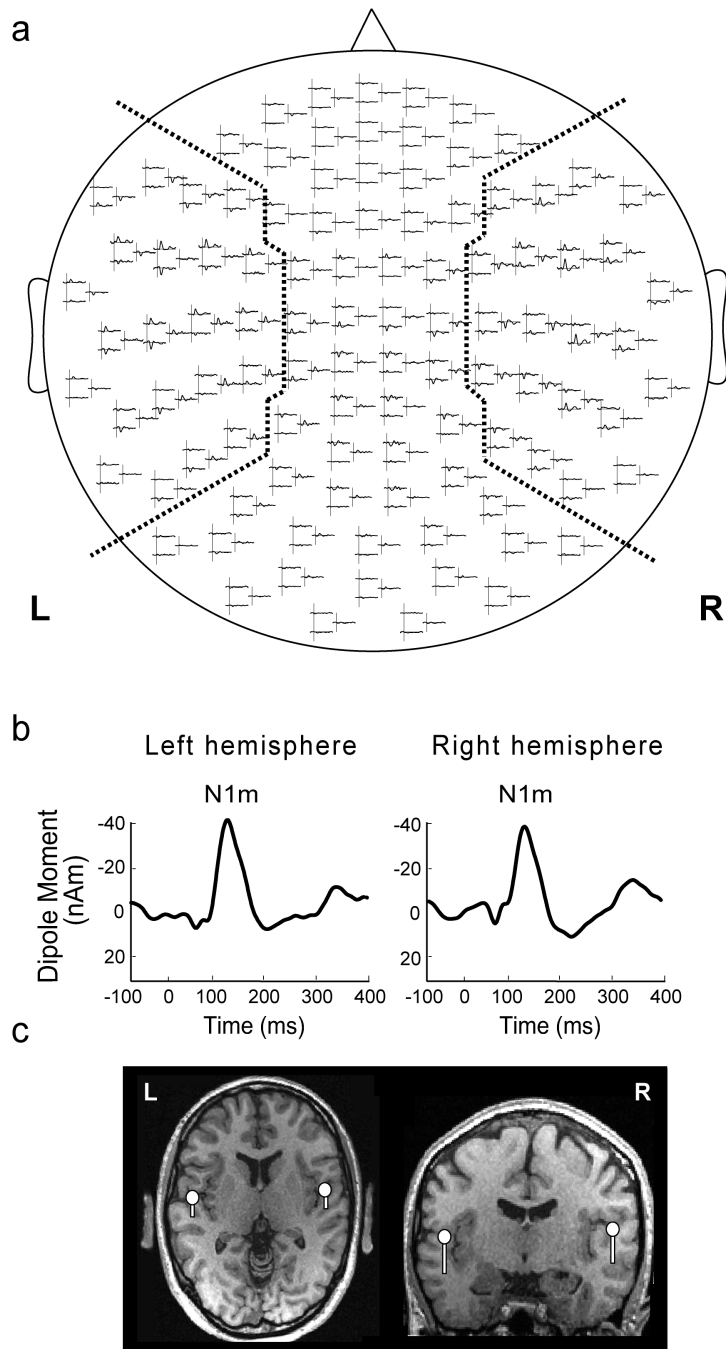 a
L
R
b
Left hemisphere
Right hemisphere
N1m
N1m
Dipole Moment
(nAm)
-40
-20
0
20
-100 0 100 200 300 400
Time (ms)
-40
-20
0
20
-100 0 100 200 300 400
Time (ms)
c
L
R